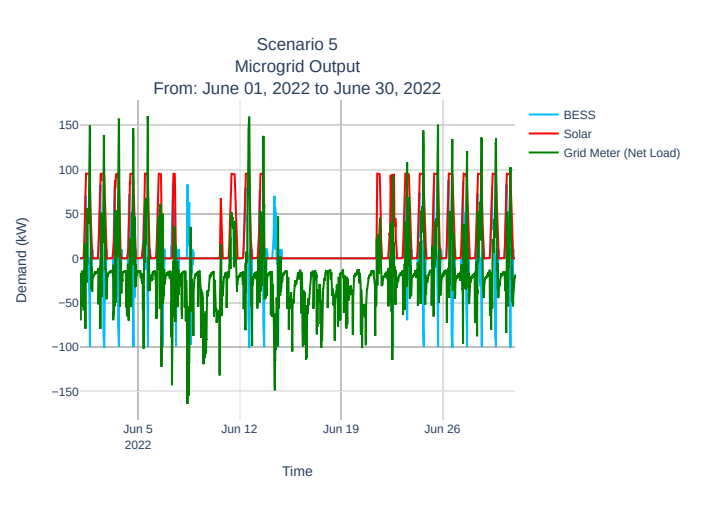 Scenario 5
Microgrid Output
From: June 01, 2022 to June 30, 2022
BESS
Solar
Grid Meter (Net Load)
Demand (kW)
150
100
50
0
−50
−100
−150
Jun 5
2022
Jun 12
Jun 19
Jun 26
Time